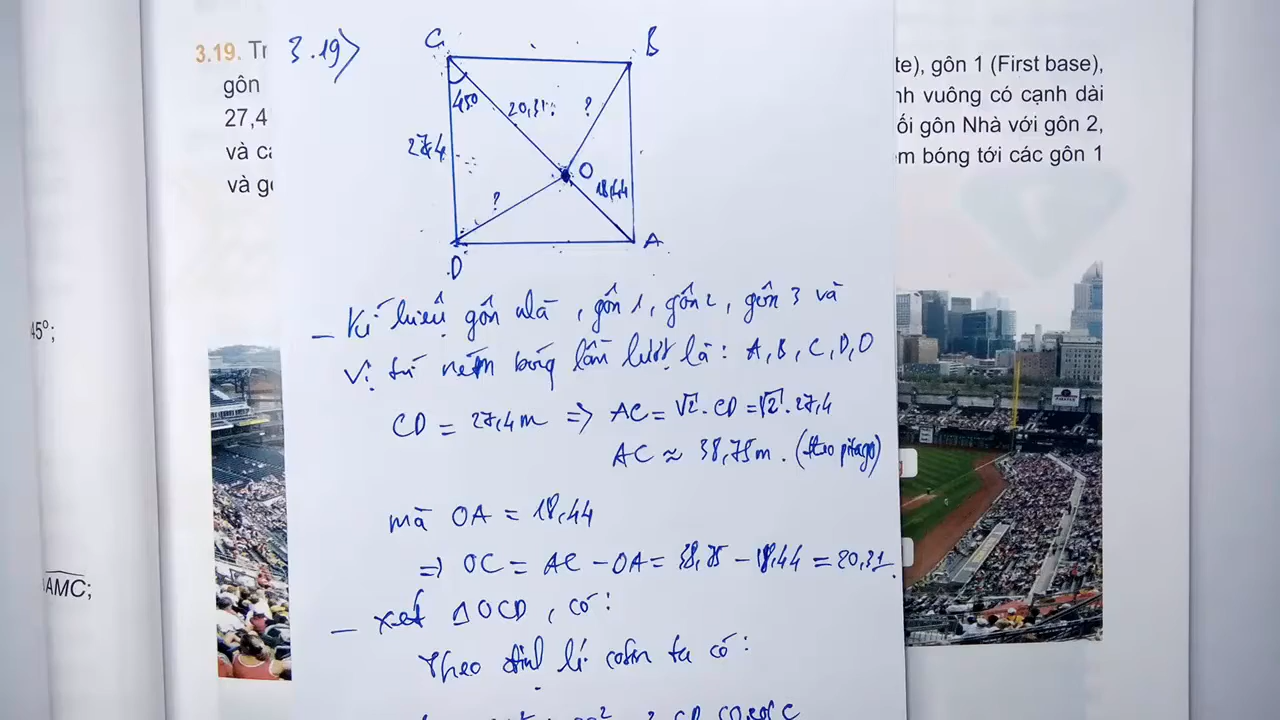 3.19. Tr
gôn
27,4
và cá
và gó
te), gôn 1 (First base),
nh vuông có cạnh dài
ối gôn Nhà với gôn 2,
m bóng tới các gôn 1
45°;
AMC;
3.19)
C B
45° 20,31 ?
27,4
O
? 18,44
D A
- Kí hiệu gôn nhà, gôn 1, gôn 2, gôn 3 và
vị trí ném bóng lần lượt là: A, B, C, D, O
CD = 27,4m => AC = √2 . CD = √2 . 27,4
AC ≈ 38,75m. (theo pitago)
mà OA = 18,44
=> OC = AC - OA = 38,75 - 18,44 = 20,31.
- xét △OCD, có:
Theo định lí cosin ta có: